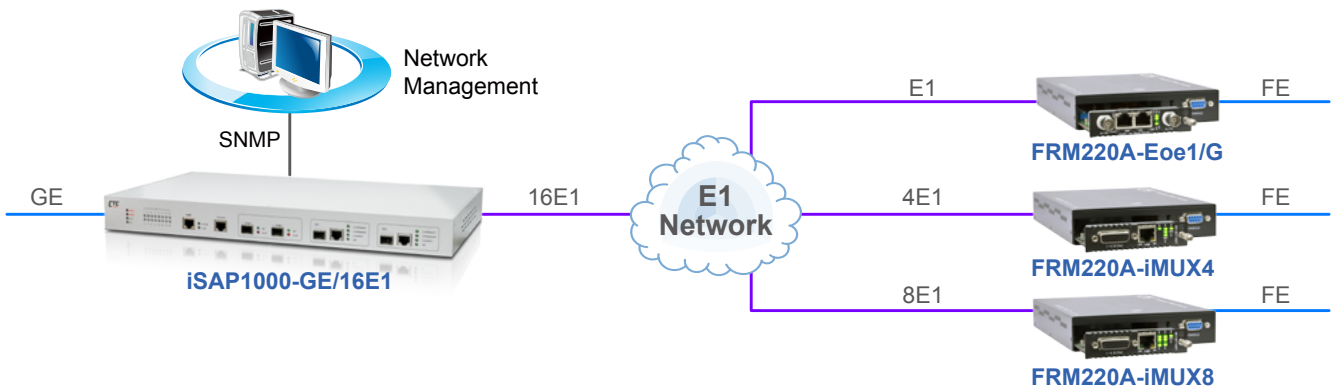 Network
Management
SNMP
GE
CTC
iSAP1000-GE/16E1
16E1
E1
Network
E1
FE
FRM220A-Eoe1/G
4E1
FE
FRM220A-iMUX4
8E1
FE
FRM220A-iMUX8